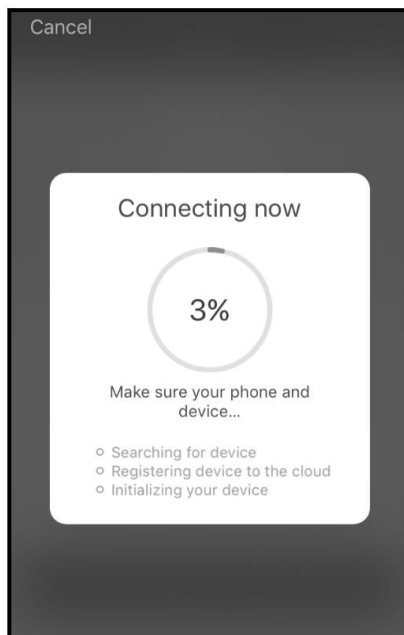 Cancel
Connecting now
3%
Make sure your phone and
device...
Searching for device
Registering device to the cloud
Initializing your device